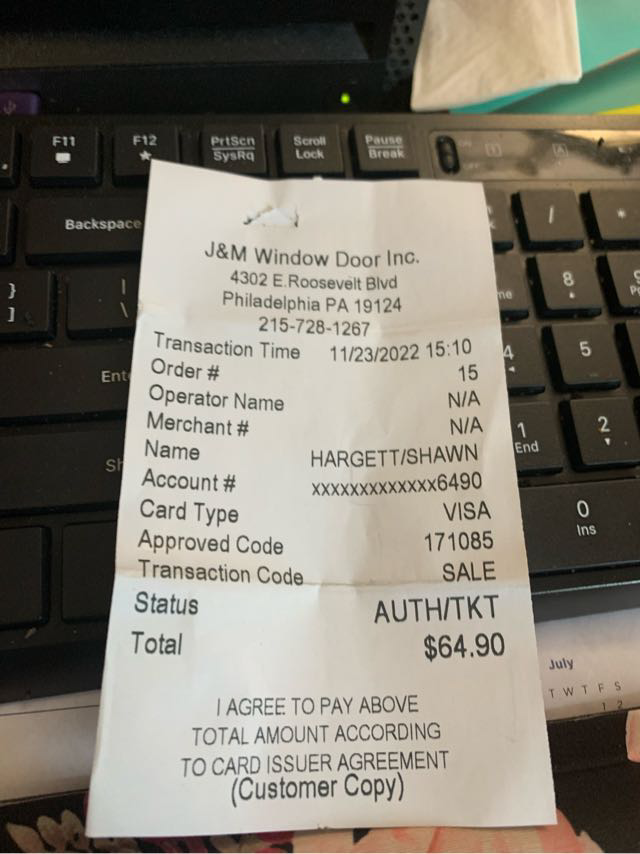 F11
F12
PrtScn
SysRq
Scroll
Lock
Pause
Break
Backspace
/
*
8
}
]
|
\
4
5
1
End
2
0
Ins
J&M Window Door Inc.
4302 E.Roosevelt Blvd
Philadelphia PA 19124
215-728-1267
Transaction Time 11/23/2022 15:10
Order # 15
Operator Name N/A
Merchant # N/A
Name HARGETT/SHAWN
Account # xxxxxxxxxxxxx6490
Card Type VISA
Approved Code 171085
Transaction Code SALE
Status AUTH/TKT
Total $64.90
I AGREE TO PAY ABOVE
TOTAL AMOUNT ACCORDING
TO CARD ISSUER AGREEMENT
(Customer Copy)
July
T W T F S
1 2